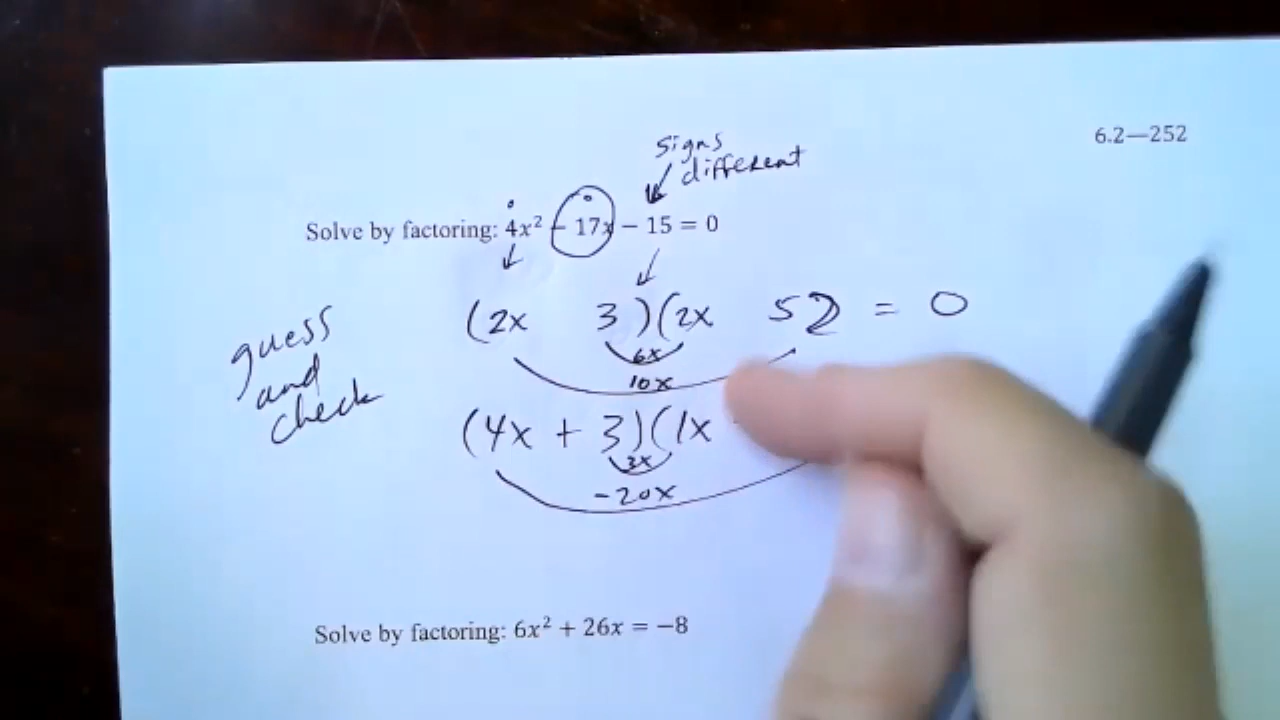 6.2—252
signs
different
Solve by factoring: 4x² − 17x − 15 = 0
(2x 3)(2x 5) = 0
6x
10x
guess
and
check
(4x + 3)(1x
3x
-20x
Solve by factoring: 6x² + 26x = −8